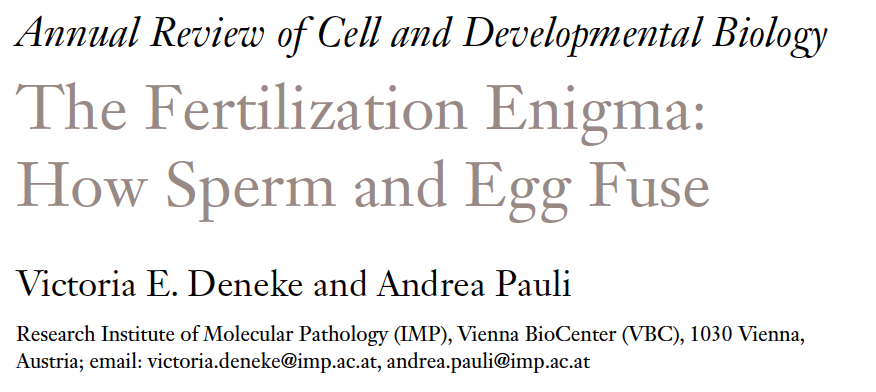 Annual Review of Cell and Developmental Biology
The Fertilization Enigma:
How Sperm and Egg Fuse
Victoria E. Deneke and Andrea Pauli
Research Institute of Molecular Pathology (IMP), Vienna BioCenter (VBC), 1030 Vienna,
Austria; email: victoria.deneke@imp.ac.at, andrea.pauli@imp.ac.at